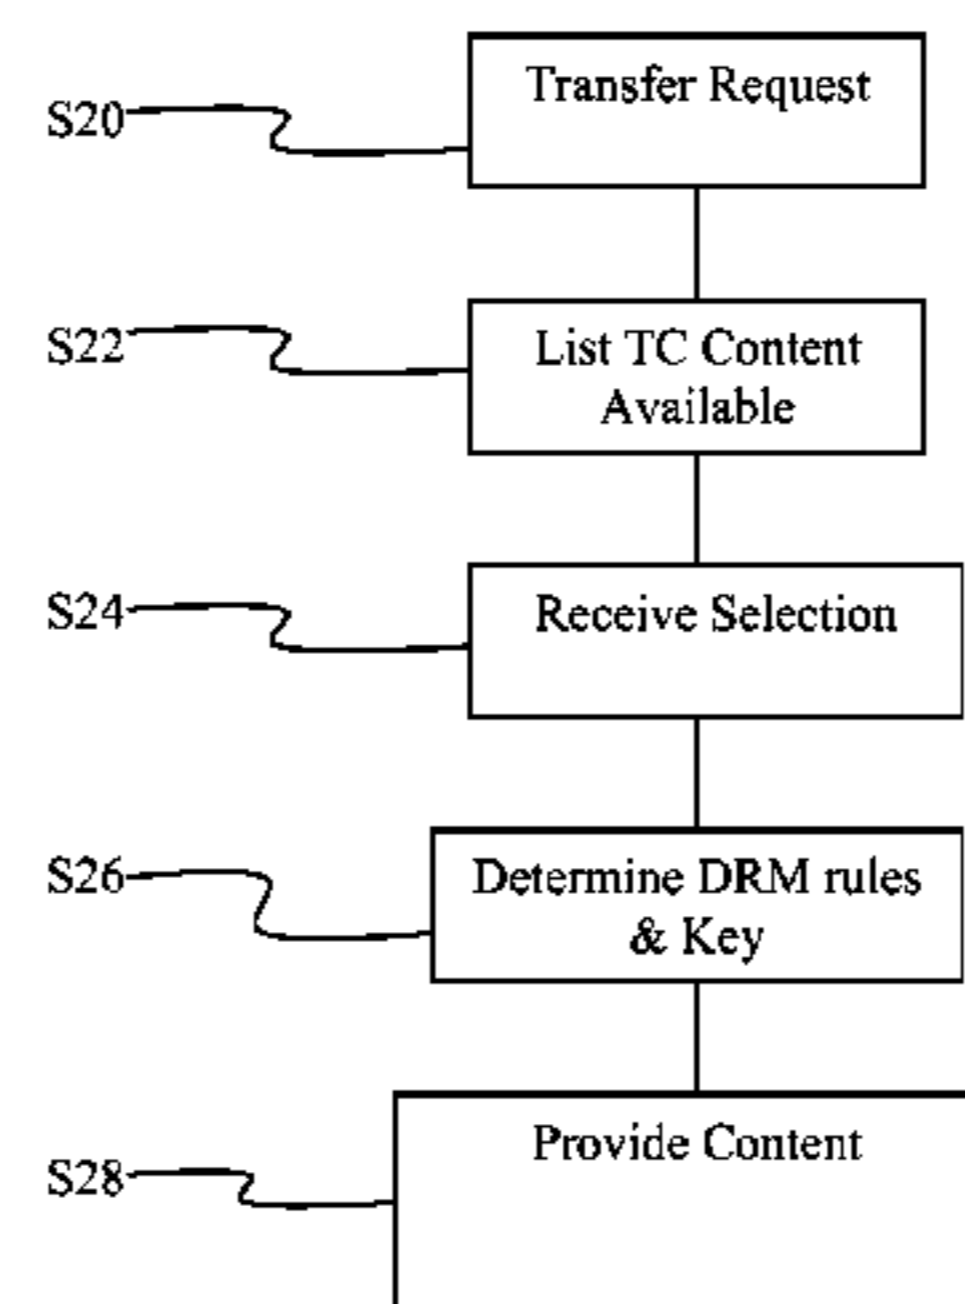 Transfer Request
S20
List TC Content
Available
S22
Receive Selection
S24
Determine DRM rules
& Key
S26
Provide Content
S28